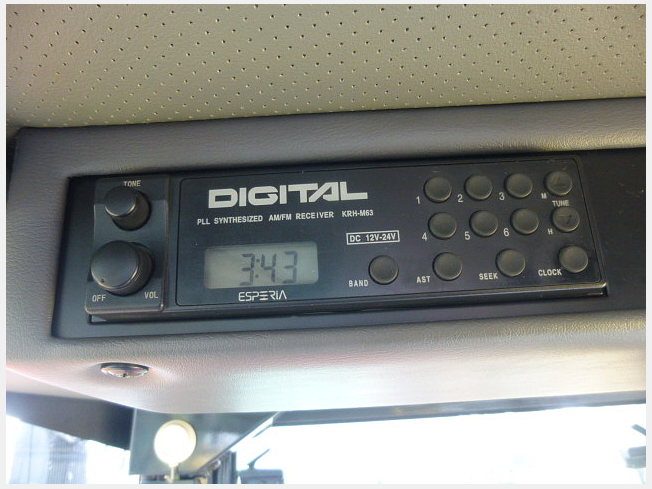 TONE
DIGITAL
PLL SYNTHESIZED AM/FM RECEIVER KRH-M63
1 2 3 M
TUNE
4 5 6 H
DC 12V-24V
3:43
BAND AST SEEK CLOCK
OFF VOL
ESPERIA